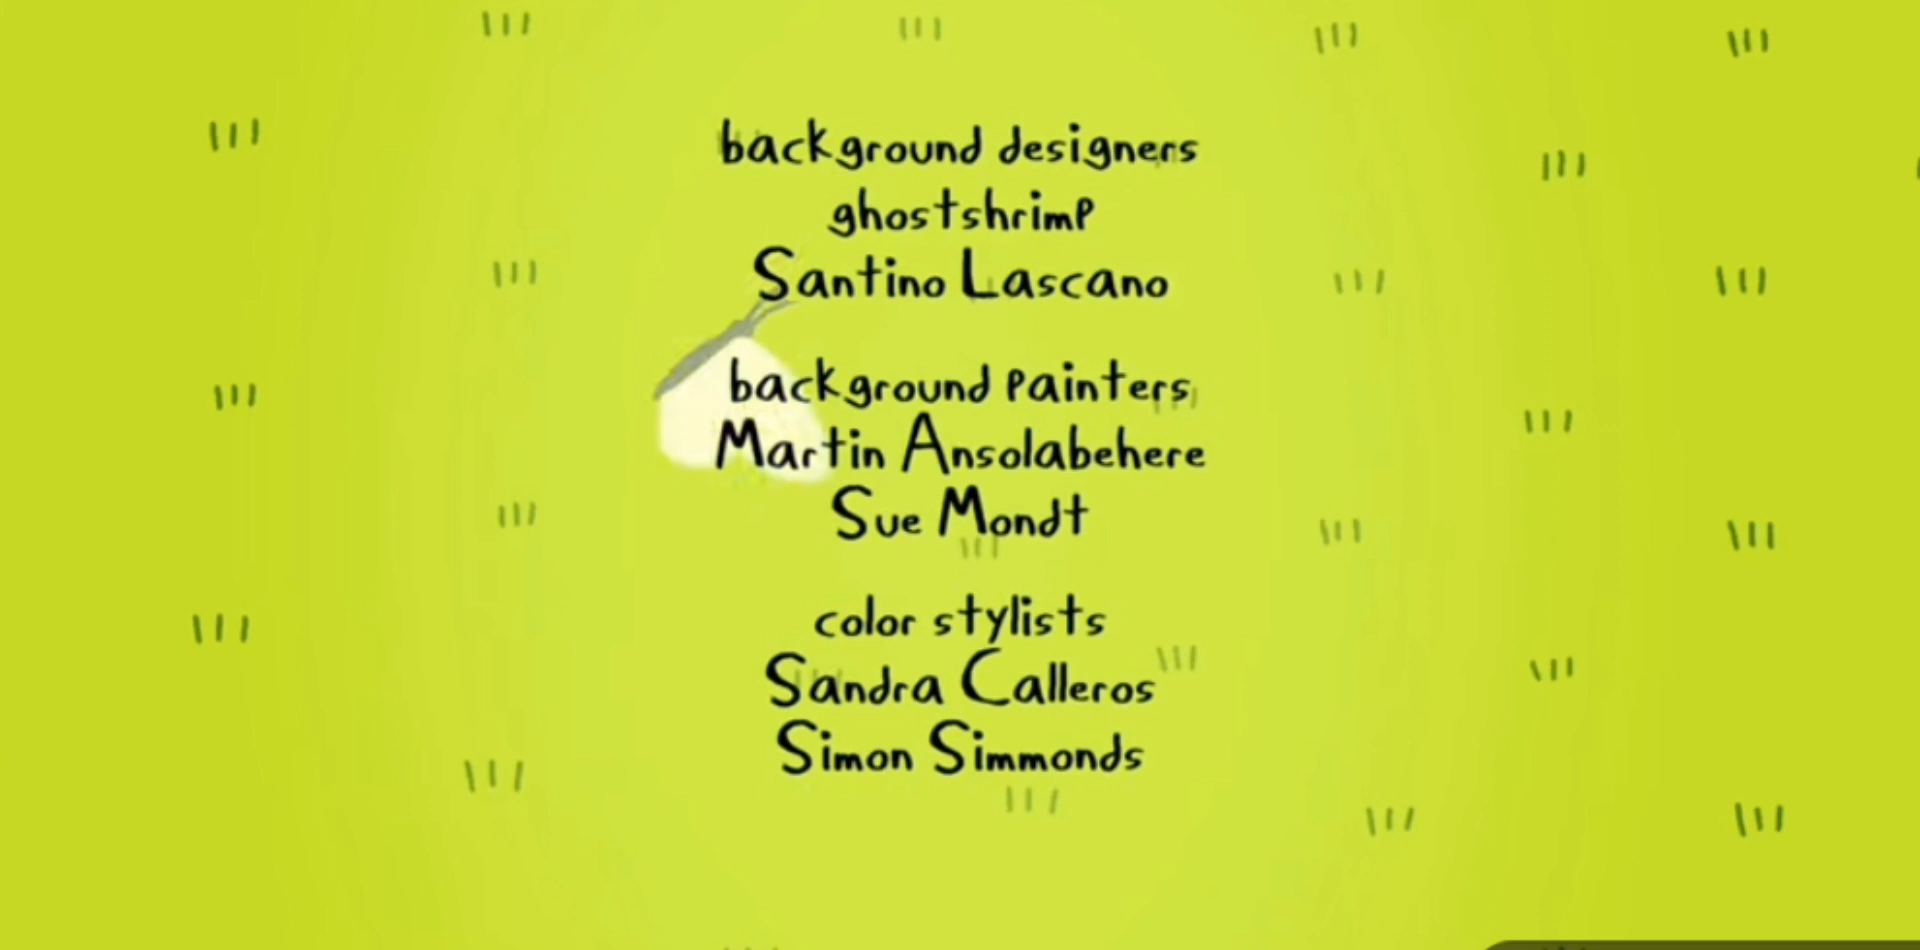 background designers
ghostshrimp
Santino Lascano
background painters
Martin Ansolabehere
Sue Mondt
color stylists
Sandra Calleros
Simon Simmonds